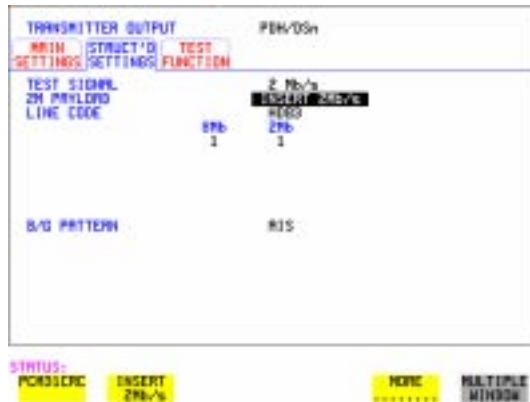 TRANSMITTER OUTPUT PDH/DSn
MAIN SETTINGS STRUCT'D SETTINGS TEST FUNCTION
TEST SIGNAL 2 Mb/s
2M PAYLOAD INSERT 2Mb/s
LINE CODE HDB3
8Mb 2Mb
1 1
B/G PATTERN AIS
STATUS:
PCM31CRC INSERT 2Mb/s MORE MULTIPLE WINDOW